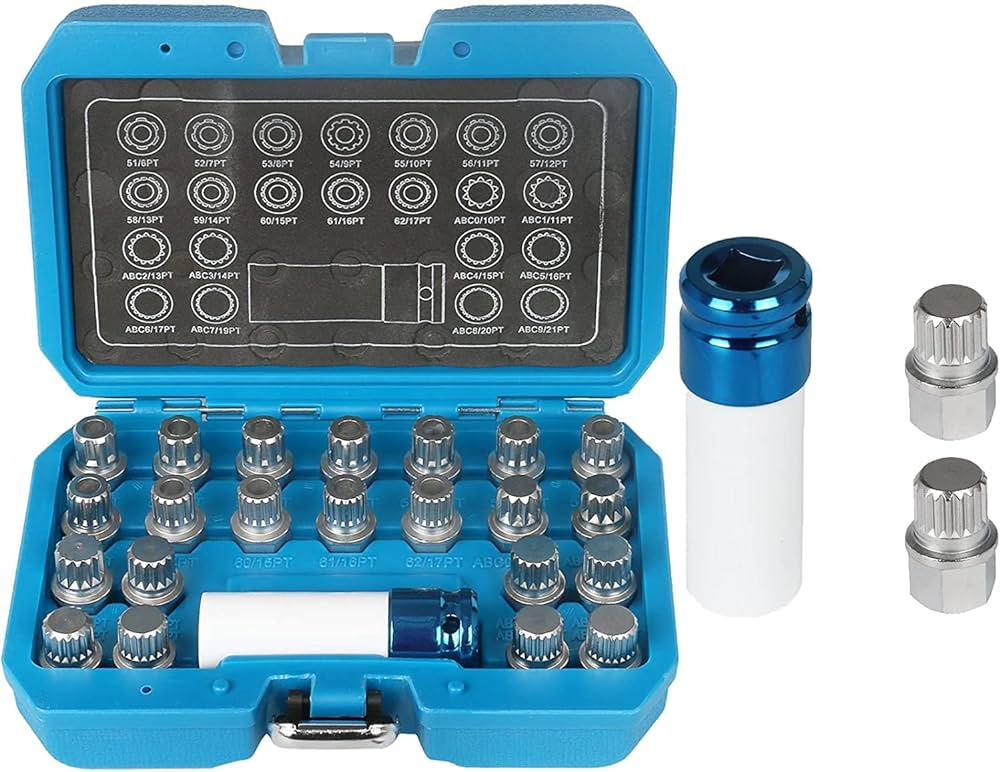 51/6PT 52/7PT 53/8PT 54/9PT 55/10PT 56/11PT 57/12PT
58/13PT 59/14PT 60/15PT 61/16PT 62/17PT ABC0/10PT ABC1/11PT
ABC2/13PT ABC3/14PT ABC4/15PT ABC5/16PT
ABC6/17PT ABC7/19PT ABC8/20PT ABC9/21PT
60/15PT 61/16PT 62/17PT ABC0